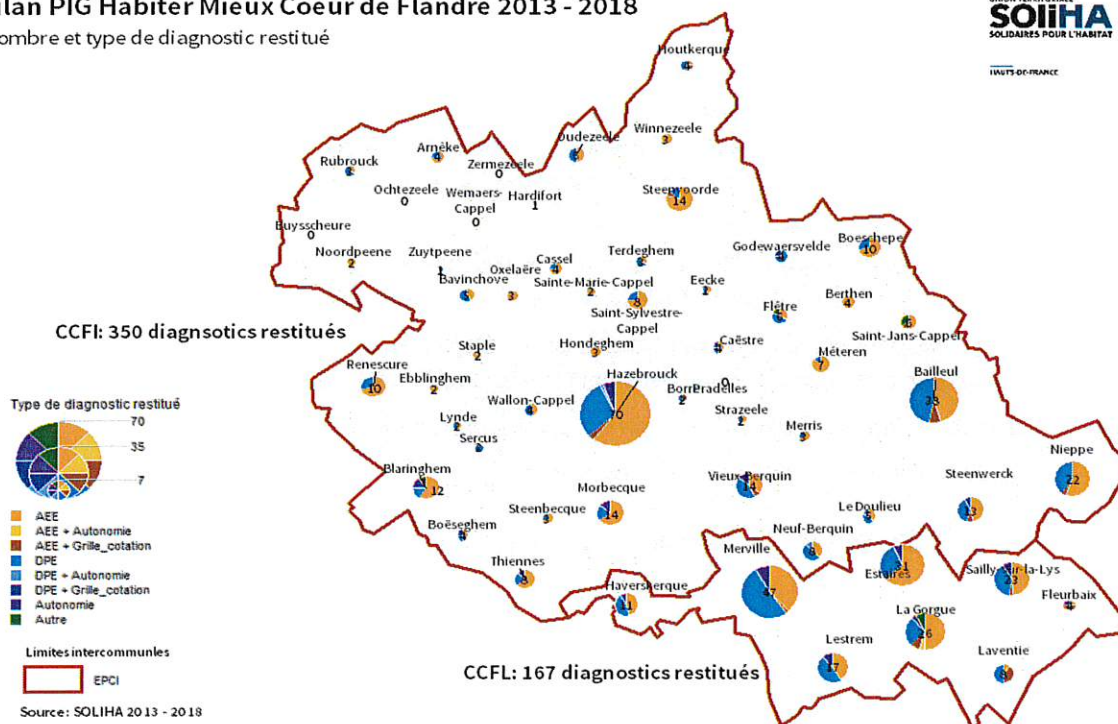 ilan PIG Habiter Mieux Coeur de Flandre 2013 - 2018
ombre et type de diagnostic restitué
SOLiHA
SOLIDAIRES POUR L'HABITAT
HAUTS-DE-FRANCE
Houtkerque
4
Winnezeele
3
Oudezeele
5
Arnèke
4
Rubrouck
Zermezeele
0
Ochtezeele
0
Wemaers-
Cappel
0
Hardifort
1
Steenvoorde
14
Buysscheure
0
Noordpeene
2
Zuytpeene
1
Bavinchove
5
Oxelaëre
3
Cassel
4
Sainte-Marie-Cappel
2
Terdeghem
Saint-Sylvestre-
Cappel
8
Eecke
Godewaersvelde
Boeschepe
10
Flêtre
Berthen
4
Saint-Jans-Cappel
6
CCFI: 350 diagnsotics restitués
Staple
2
Hondeghem
3
Caëstre
Méteren
7
Renescure
10
Ebblinghem
2
Hazebrouck
70
Borre
2
Pradelles
0
Bailleul
38
Wallon-Cappel
4
Strazeele
Lynde
2
Sercus
Merris
Blaringhem
12
Steenbecque
Morbecque
14
Vieux-Berquin
14
Le Doulieu
Steenwerck
13
Nieppe
22
Boëseghem
Neuf-Berquin
8
Thiennes
8
Merville
47
Estaires
31
Sailly-sur-la-Lys
23
Haverskerque
11
Fleurbaix
4
La Gorgue
26
Lestrem
17
Laventie
8
CCFL: 167 diagnostics restitués
Type de diagnostic restitué
70
35
7
AEE
AEE + Autonomie
AEE + Grille_cotation
DPE
DPE + Autonomie
DPE + Grille_cotation
Autonomie
Autre
Limites intercommunles
EPCI
Source: SOLIHA 2013 - 2018